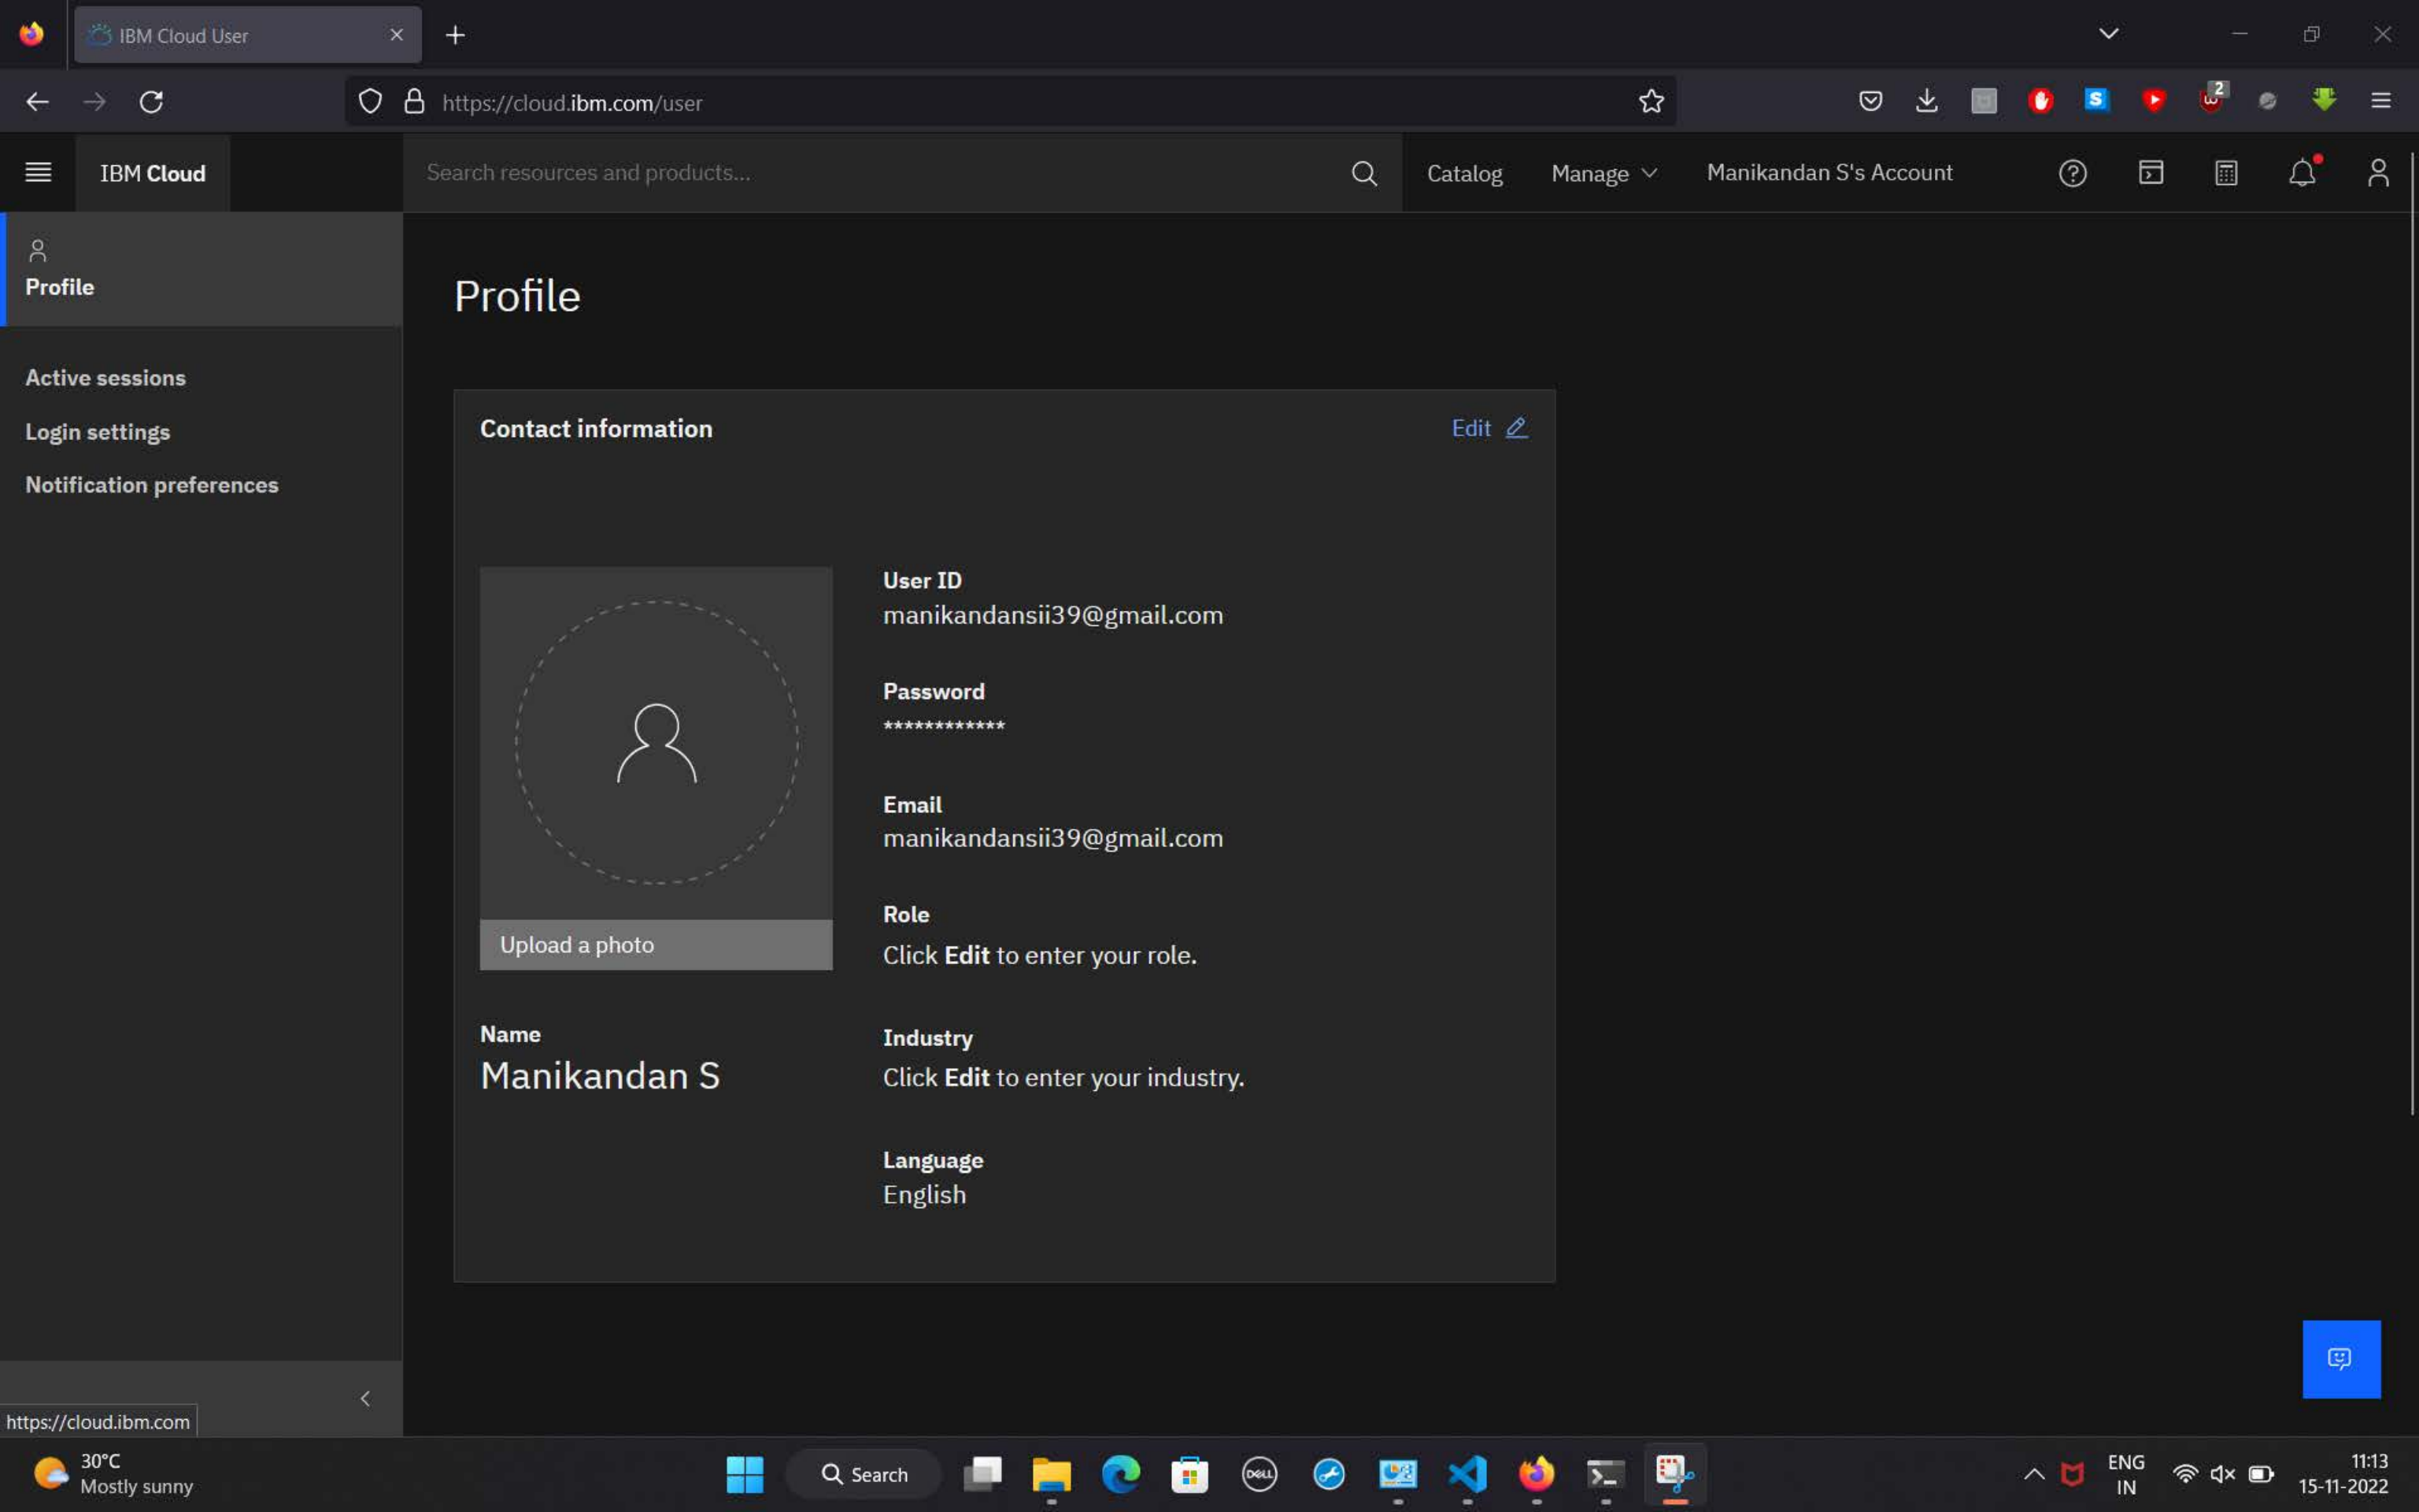 IBM Cloud User
https://cloud.ibm.com/user
2
IBM Cloud
Search resources and products...
Catalog
Manage
Manikandan S's Account
Profile
Active sessions
Login settings
Notification preferences
Profile
Contact information
Edit
Upload a photo
Name
Manikandan S
User ID
manikandansii39@gmail.com
Password
************
Email
manikandansii39@gmail.com
Role
Click Edit to enter your role.
Industry
Click Edit to enter your industry.
Language
English
https://cloud.ibm.com
30°C
Mostly sunny
Search
DELL
ENG
IN
11:13
15-11-2022